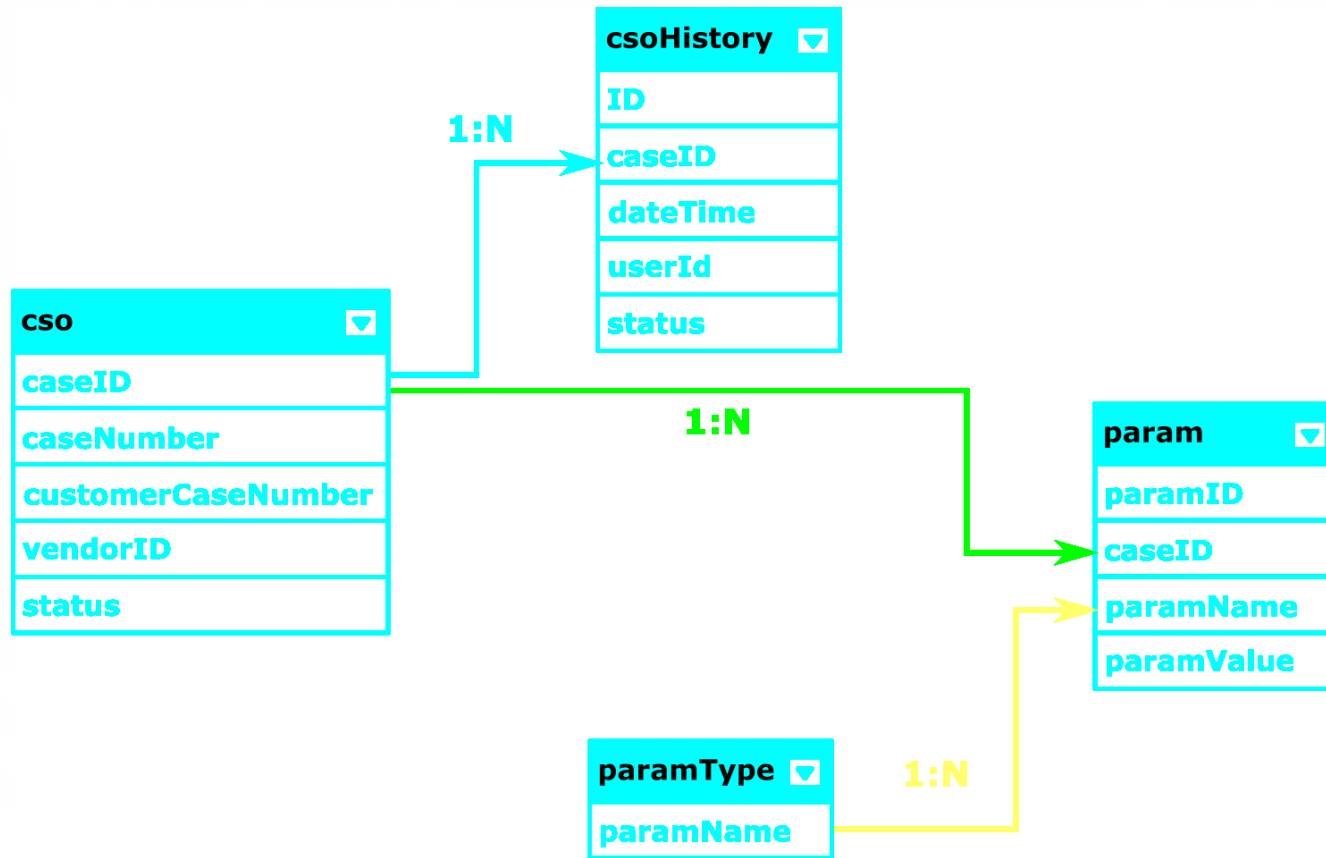 csoHistory
ID
caseID
dateTime
userId
status
1:N
cso
caseID
caseNumber
customerCaseNumber
vendorID
status
1:N
param
paramID
caseID
paramName
paramValue
1:N
paramType
paramName